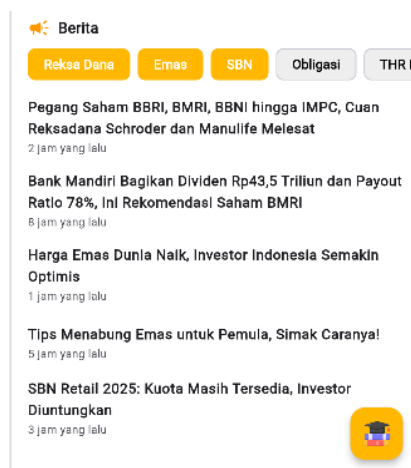 Berita
Reksa Dana Emas SBN Obligasi THR
Pegang Saham BBRI, BMRI, BBNI hingga IMPC, Cuan
Reksadana Schroder dan Manulife Melesat
2 jam yang lalu
Bank Mandiri Bagikan Dividen Rp43,5 Triliun dan Payout
Ratio 78%, Ini Rekomendasi Saham BMRI
8 jam yang lalu
Harga Emas Dunia Naik, Investor Indonesia Semakin
Optimis
1 jam yang lalu
Tips Menabung Emas untuk Pemula, Simak Caranya!
5 jam yang lalu
SBN Retail 2025: Kuota Masih Tersedia, Investor
Diuntungkan
3 jam yang lalu